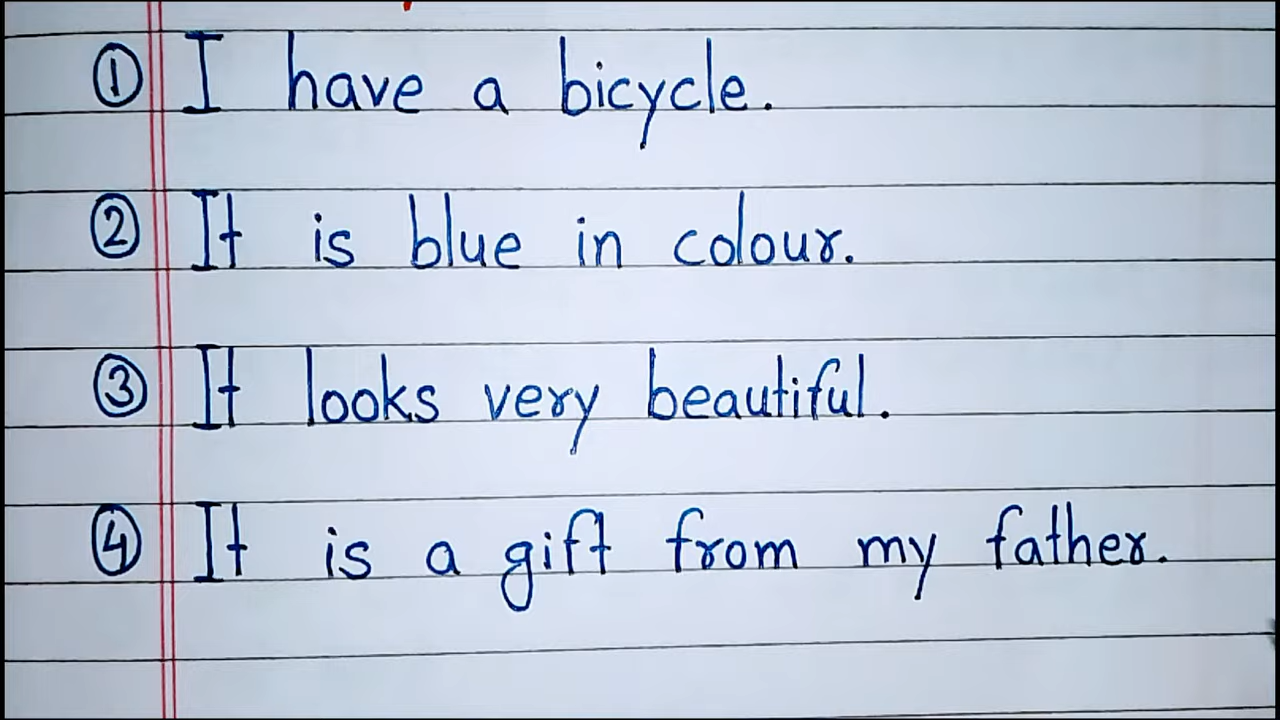 ① I have a bicycle.
② It is blue in colour.
③ It looks very beautiful.
④ It is a gift from my father.